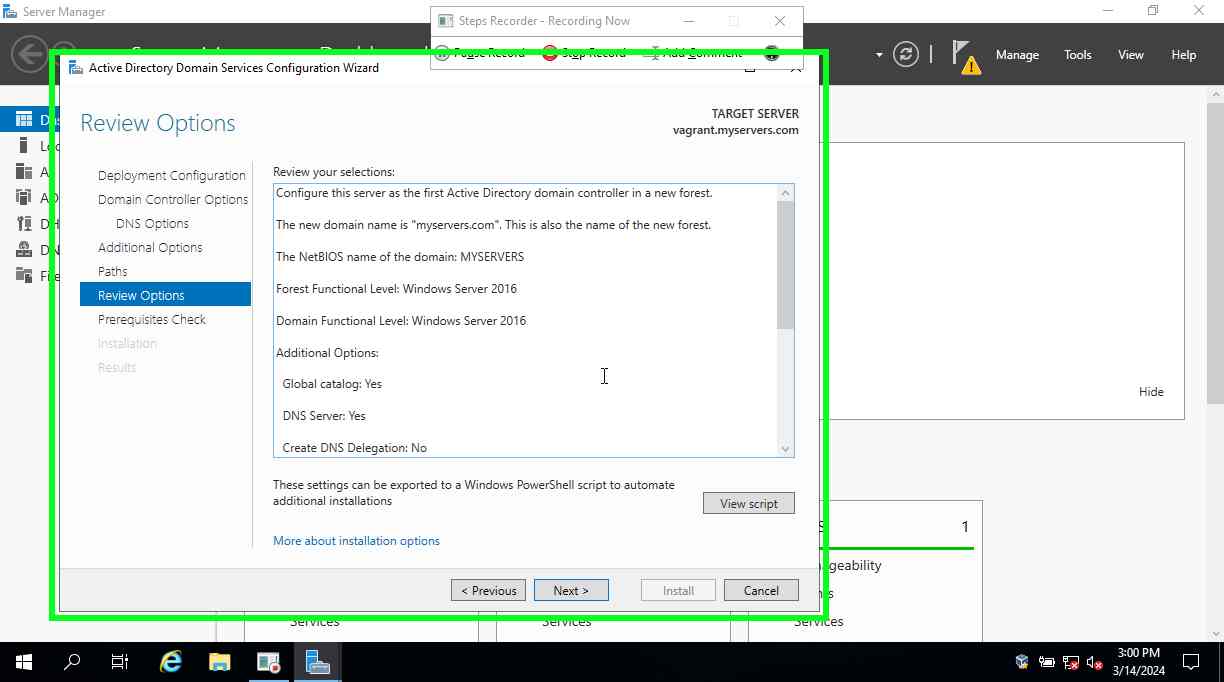 Server Manager
Steps Recorder - Recording Now
Pause Record Stop Record Add Comment
Manage Tools View Help
Active Directory Domain Services Configuration Wizard
Review Options
TARGET SERVER
vagrant.myservers.com
Deployment Configuration
Domain Controller Options
DNS Options
Additional Options
Paths
Review Options
Prerequisites Check
Installation
Results
Review your selections:
Configure this server as the first Active Directory domain controller in a new forest.
The new domain name is "myservers.com". This is also the name of the new forest.
The NetBIOS name of the domain: MYSERVERS
Forest Functional Level: Windows Server 2016
Domain Functional Level: Windows Server 2016
Additional Options:
Global catalog: Yes
DNS Server: Yes
Create DNS Delegation: No
These settings can be exported to a Windows PowerShell script to automate
additional installations
View script
More about installation options
< Previous Next > Install Cancel
Hide
1
Services Services Services
3:00 PM
3/14/2024